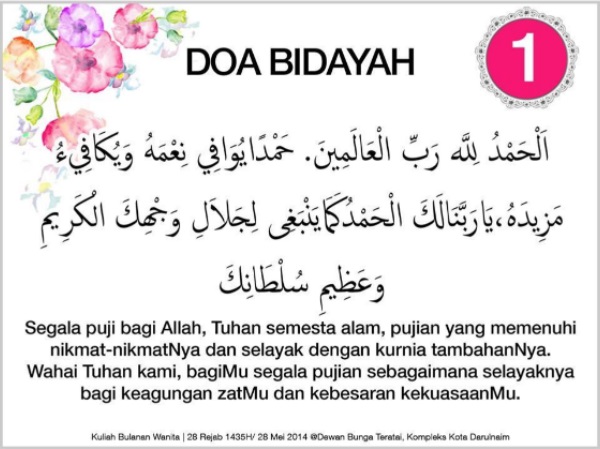 DOA BIDAYAH
1
اَلْحَمْدُ لِلَّهِ رَبِّ الْعَالَمِينَ. حَمْدًا يُوَافِي نِعَمَهُ وَيُكَافِيءُ
مَزِيدَهُ، يَارَبَّنَالَكَ الْحَمْدُ كَمَا يَنْبَغِى لِجَلَالِ وَجْهِكَ الْكَرِيمِ
وَعَظِيمِ سُلْطَانِكَ
Segala puji bagi Allah, Tuhan semesta alam, pujian yang memenuhi
nikmat-nikmatNya dan selayak dengan kurnia tambahanNya.
Wahai Tuhan kami, bagiMu segala pujian sebagaimana selayaknya
bagi keagungan zatMu dan kebesaran kekuasaanMu.
Kuliah Bulanan Wanita | 28 Rejab 1435H/ 28 Mei 2014 @Dewan Bunga Teratai, Kompleks Kota Darulnaim